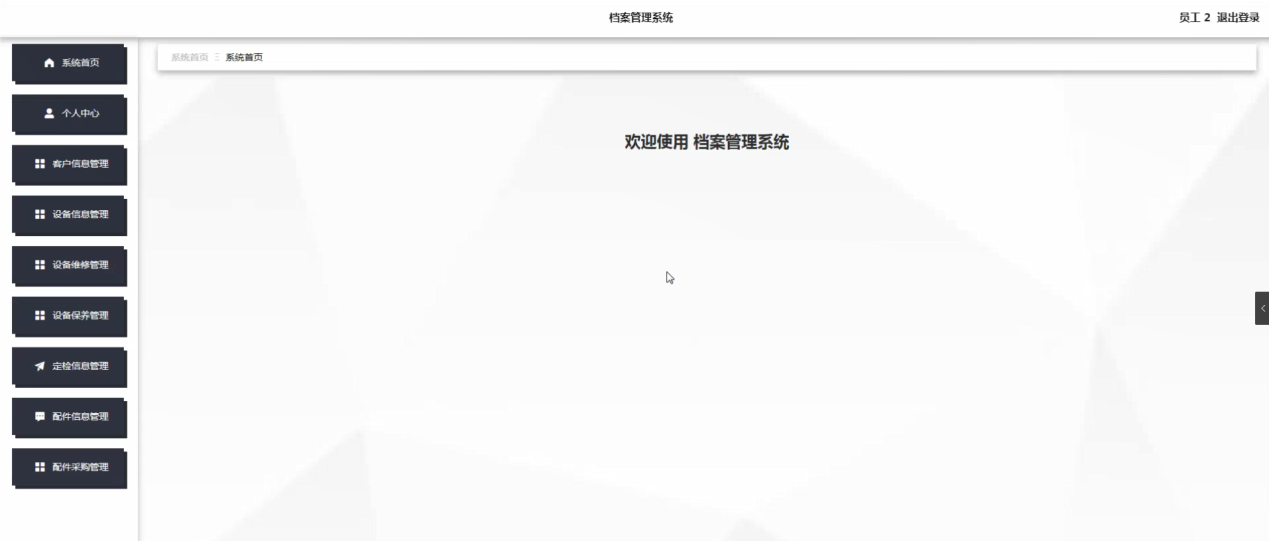 档案管理系统
员工 2 退出登录
系统首页
个人中心
客户信息管理
设备信息管理
设备维修管理
设备保养管理
定检信息管理
配件信息管理
配件采购管理
系统首页 系统首页
欢迎使用 档案管理系统